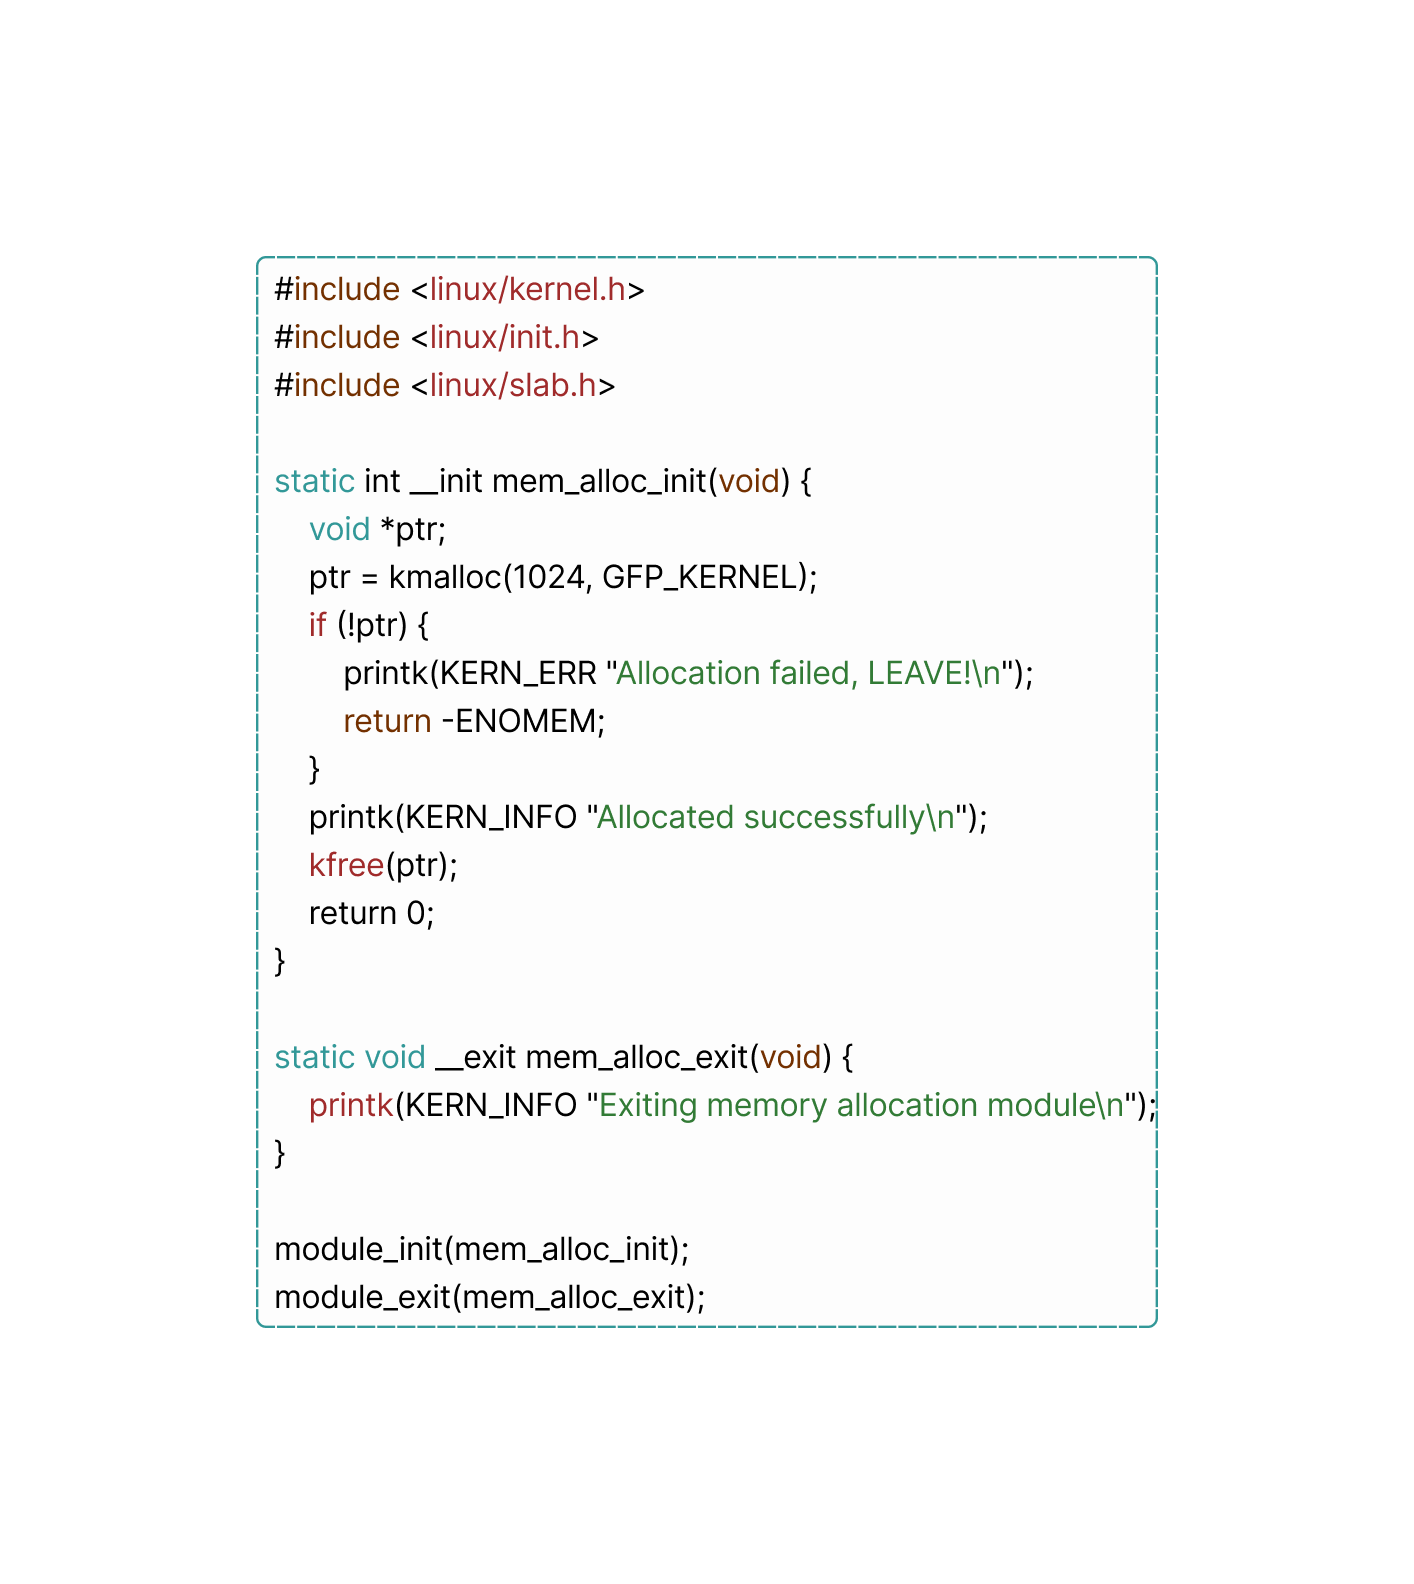 #include <linux/kernel.h>
#include <linux/init.h>
#include <linux/slab.h>
static int __init mem_alloc_init(void) {
void *ptr;
ptr = kmalloc(1024, GFP_KERNEL);
if (!ptr) {
printk(KERN_ERR "Allocation failed, LEAVE!\n");
return -ENOMEM;
}
printk(KERN_INFO "Allocated successfully\n");
kfree(ptr);
return 0;
}
static void __exit mem_alloc_exit(void) {
printk(KERN_INFO "Exiting memory allocation module\n");
}
module_init(mem_alloc_init);
module_exit(mem_alloc_exit);